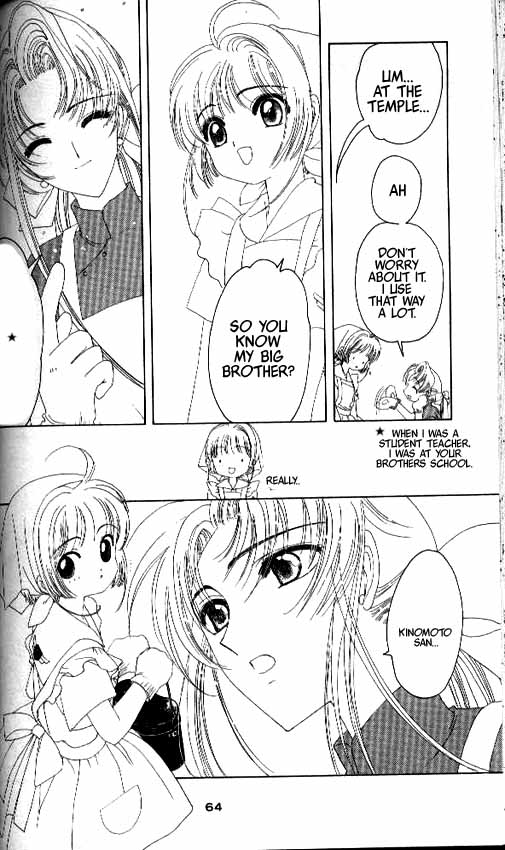 UM...
AT THE
TEMPLE...
AH
DON'T
WORRY
ABOUT IT.
I USE
THAT WAY
A LOT.
SO YOU
KNOW
MY BIG
BROTHER?
★
★ WHEN I WAS A
STUDENT TEACHER,
I WAS AT YOUR
BROTHERS SCHOOL.
REALLY..
KINOMOTO
SAN...
64